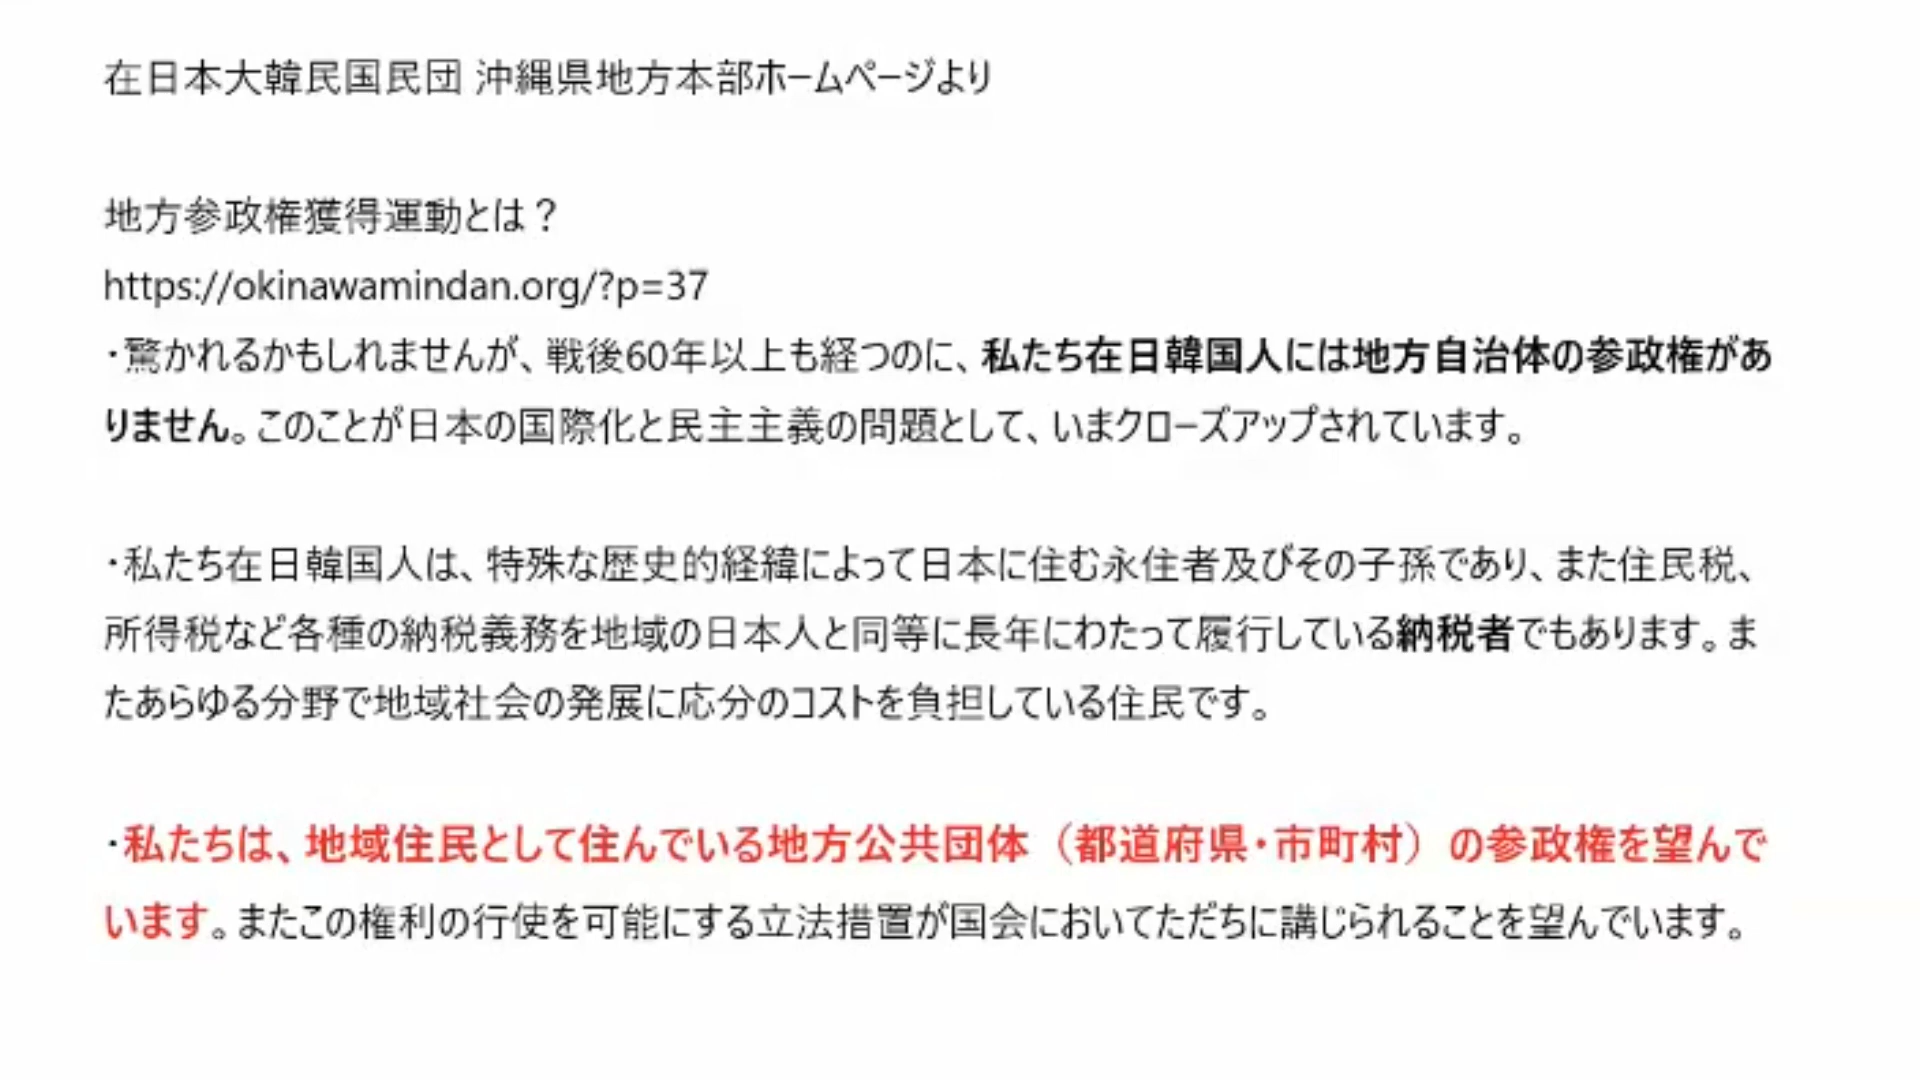 在日本大韓民国民団 沖縄県地方本部ホームページより
地方参政権獲得運動とは？
https://okinawamindan.org/?p=37
・驚かれるかもしれませんが、戦後60年以上も経つのに、私たち在日韓国人には地方自治体の参政権があ
りません。このことが日本の国際化と民主主義の問題として、いまクローズアップされています。
・私たち在日韓国人は、特殊な歴史的経緯によって日本に住む永住者及びその子孫であり、また住民税、
所得税など各種の納税義務を地域の日本人と同等に長年にわたって履行している納税者でもあります。ま
たあらゆる分野で地域社会の発展に応分のコストを負担している住民です。
・私たちは、地域住民として住んでいる地方公共団体（都道府県・市町村）の参政権を望んで
います。またこの権利の行使を可能にする立法措置が国会においてただちに講じられることを望んでいます。